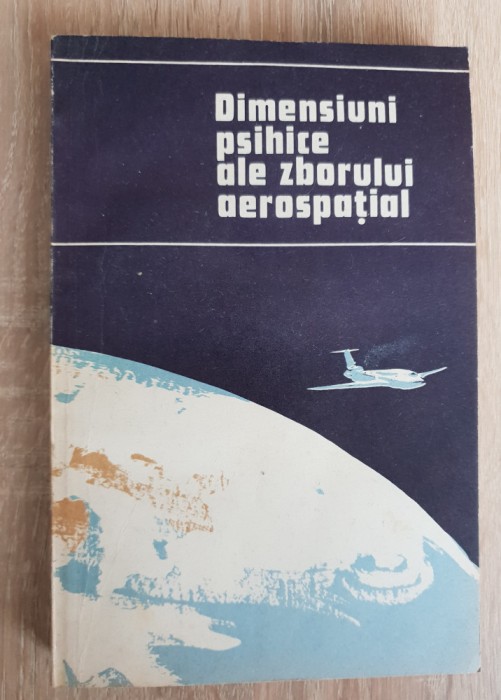 Dimensiuni
psihice
ale zborului
aerospațial